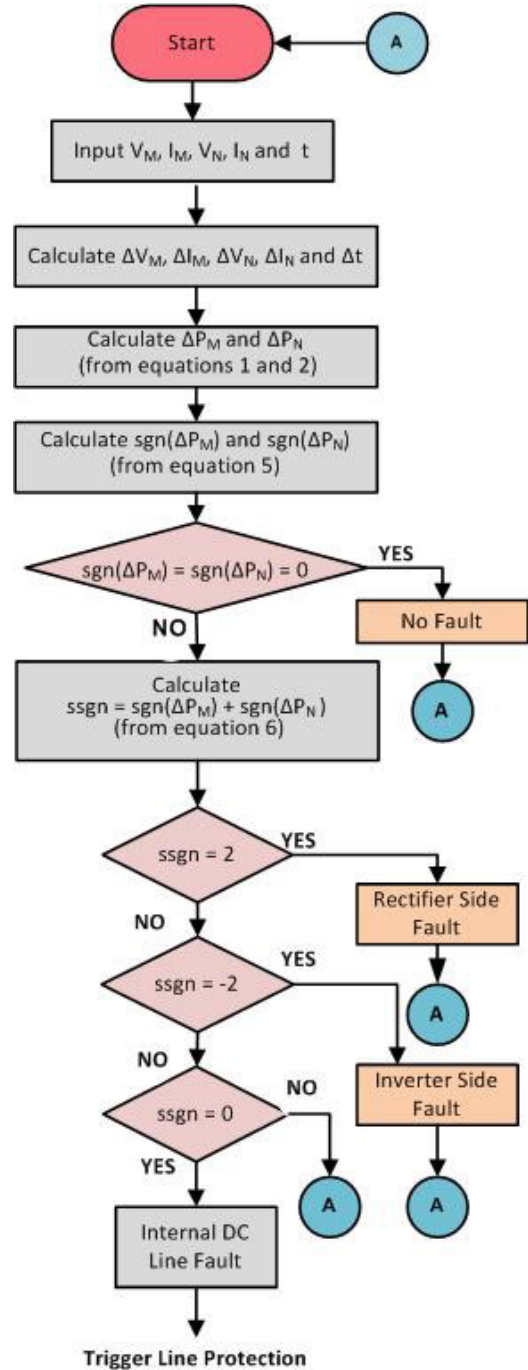 Start
A
Input V_M, I_M, V_N, I_N and t
Calculate ΔV_M, ΔI_M, ΔV_N, ΔI_N and Δt
Calculate ΔP_M and ΔP_N
(from equations 1 and 2)
Calculate sgn(ΔP_M) and sgn(ΔP_N)
(from equation 5)
sgn(ΔP_M) = sgn(ΔP_N) = 0
YES
No Fault
A
NO
Calculate
ssgn = sgn(ΔP_M) + sgn(ΔP_N)
(from equation 6)
ssgn = 2
YES
Rectifier Side
Fault
A
NO
ssgn = -2
YES
Inverter Side
Fault
A
NO
ssgn = 0
NO
A
YES
Internal DC
Line Fault
Trigger Line Protection